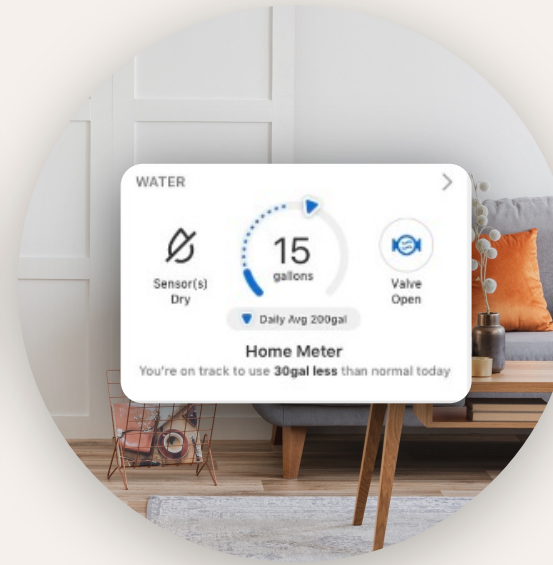 WATER
15
gallons
Sensor(s)
Dry
Valve
Open
Daily Avg 200gal
Home Meter
You're on track to use 30gal less than normal today